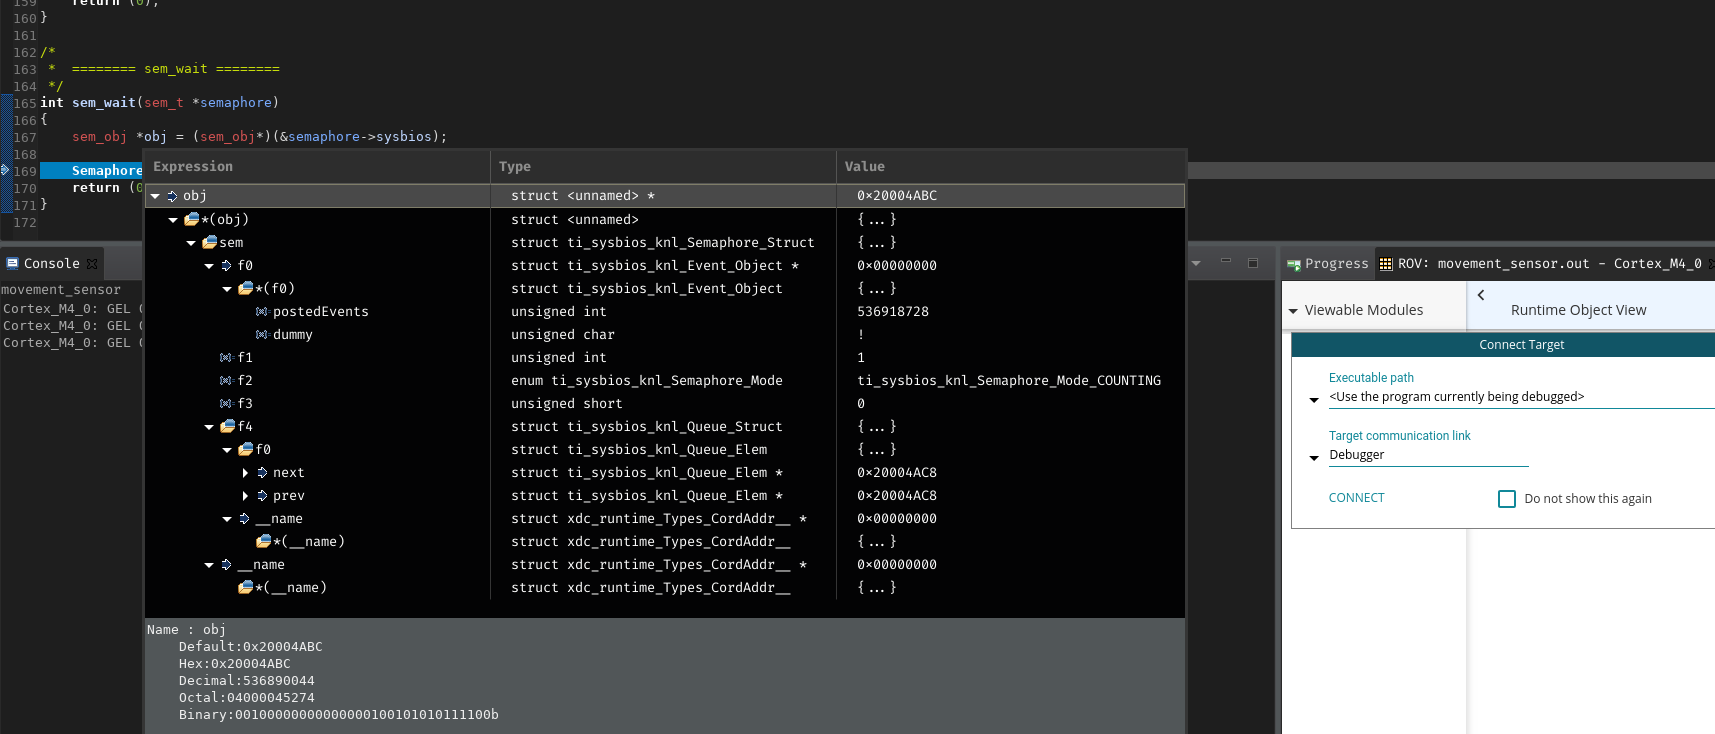 159 return (0);
160 }
161
162 /*
163 * ======== sem_wait ========
164 */
165 int sem_wait(sem_t *semaphore)
166 {
167 sem_obj *obj = (sem_obj*)(&semaphore->sysbios);
168
169 Semaphore
170 return (0
171 }
172
Expression Type Value
obj struct <unnamed> * 0x20004ABC
*(obj) struct <unnamed> {...}
sem struct ti_sysbios_knl_Semaphore_Struct {...}
f0 struct ti_sysbios_knl_Event_Object * 0x00000000
*(f0) struct ti_sysbios_knl_Event_Object {...}
postedEvents unsigned int 536918728
dummy unsigned char !
f1 unsigned int 1
f2 enum ti_sysbios_knl_Semaphore_Mode ti_sysbios_knl_Semaphore_Mode_COUNTING
f3 unsigned short 0
f4 struct ti_sysbios_knl_Queue_Struct {...}
f0 struct ti_sysbios_knl_Queue_Elem {...}
next struct ti_sysbios_knl_Queue_Elem * 0x20004AC8
prev struct ti_sysbios_knl_Queue_Elem * 0x20004AC8
__name struct xdc_runtime_Types_CordAddr__ * 0x00000000
*(__name) struct xdc_runtime_Types_CordAddr__ {...}
__name struct xdc_runtime_Types_CordAddr__ * 0x00000000
*(__name) struct xdc_runtime_Types_CordAddr__ {...}
Name : obj
Default:0x20004ABC
Hex:0x20004ABC
Decimal:536890044
Octal:04000045274
Binary:00100000000000000100101010111100b
Console
movement_sensor
Cortex_M4_0: GEL
Cortex_M4_0: GEL
Cortex_M4_0: GEL
Progress ROV: movement_sensor.out - Cortex_M4_0
Viewable Modules
Runtime Object View
Connect Target
Executable path
<Use the program currently being debugged>
Target communication link
Debugger
CONNECT Do not show this again